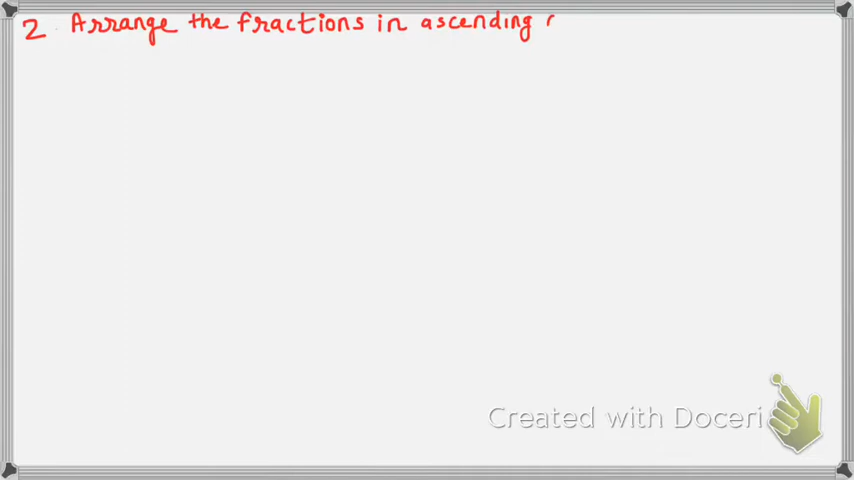 2 Arrange the fractions in ascending
Created with Doceri